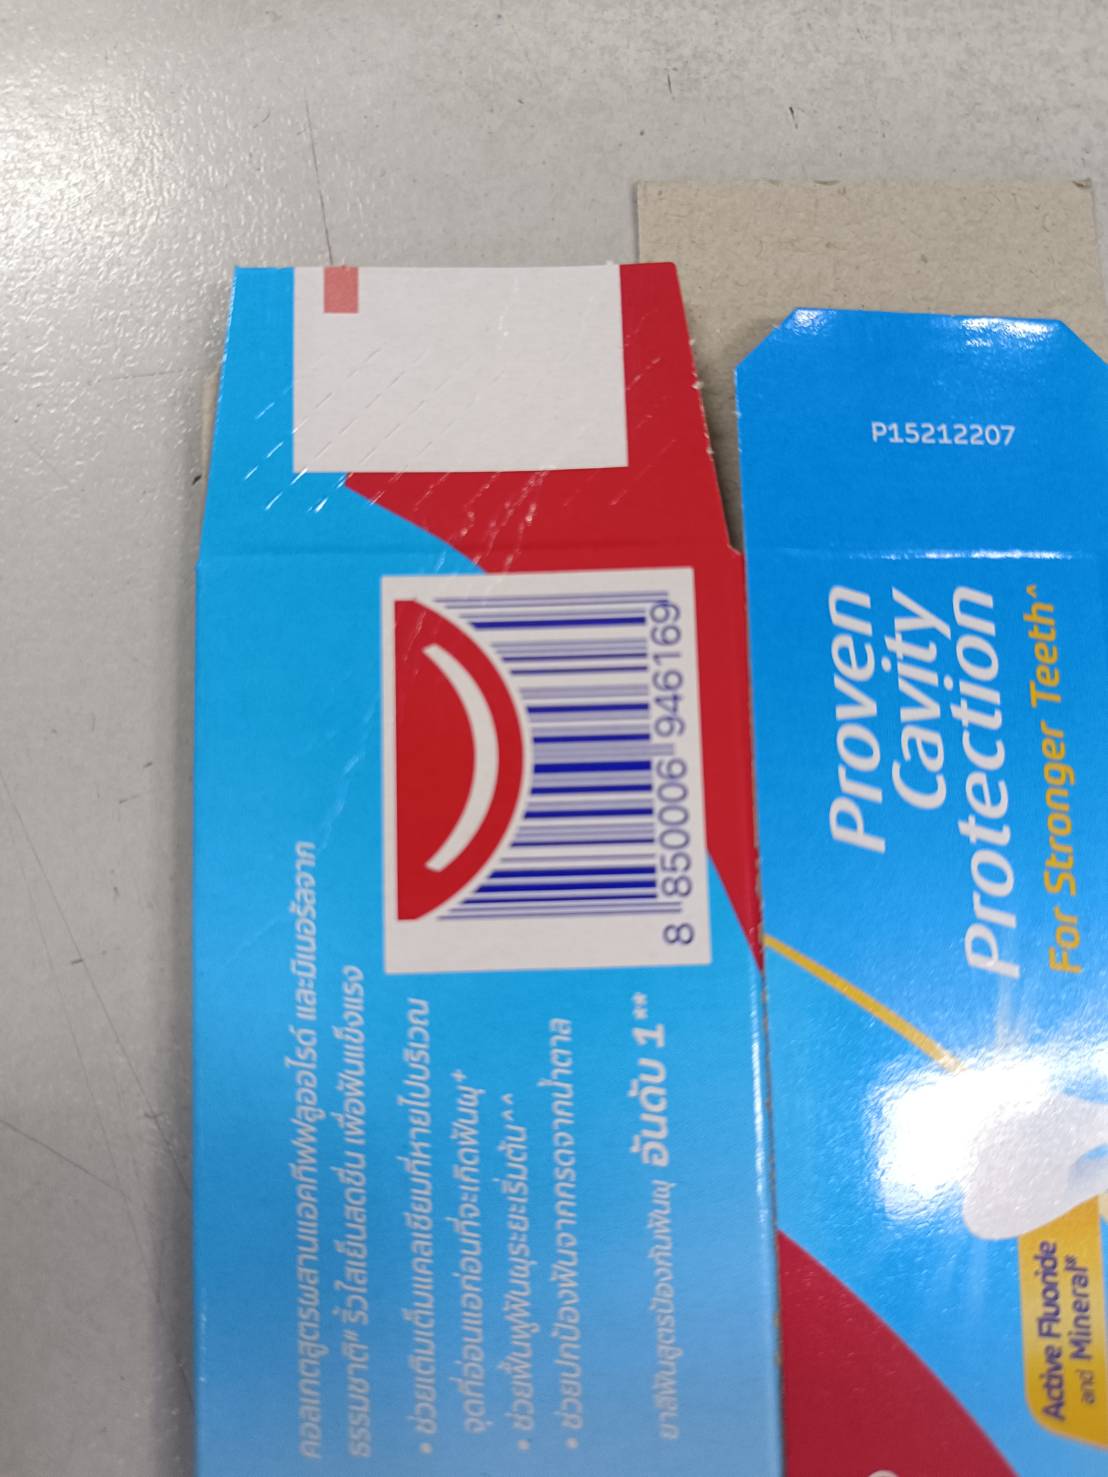 คอลเกตสูตรผสานแอคทีฟฟลูออไรด์ และมิเนอรัลจาก
ธรรมชาติ# ริ้วใสเย็นสดชื่น เพื่อฟันแข็งแรง
• ช่วยเติมเต็มแคลเซียมที่หายไปบริเวณ
จุดที่อ่อนแอก่อนที่จะเกิดฟันผุ+
• ช่วยฟื้นฟูฟันผุระยะเริ่มต้น^^
• ช่วยปกป้องฟันจากกรดจากน้ำตาล
ยาสีฟันสูตรป้องกันฟันผุ อันดับ 1**
8 850006 946169
P15212207
Proven
Cavity
Protection
For Stronger Teeth^
Active Fluoride
and Mineral#